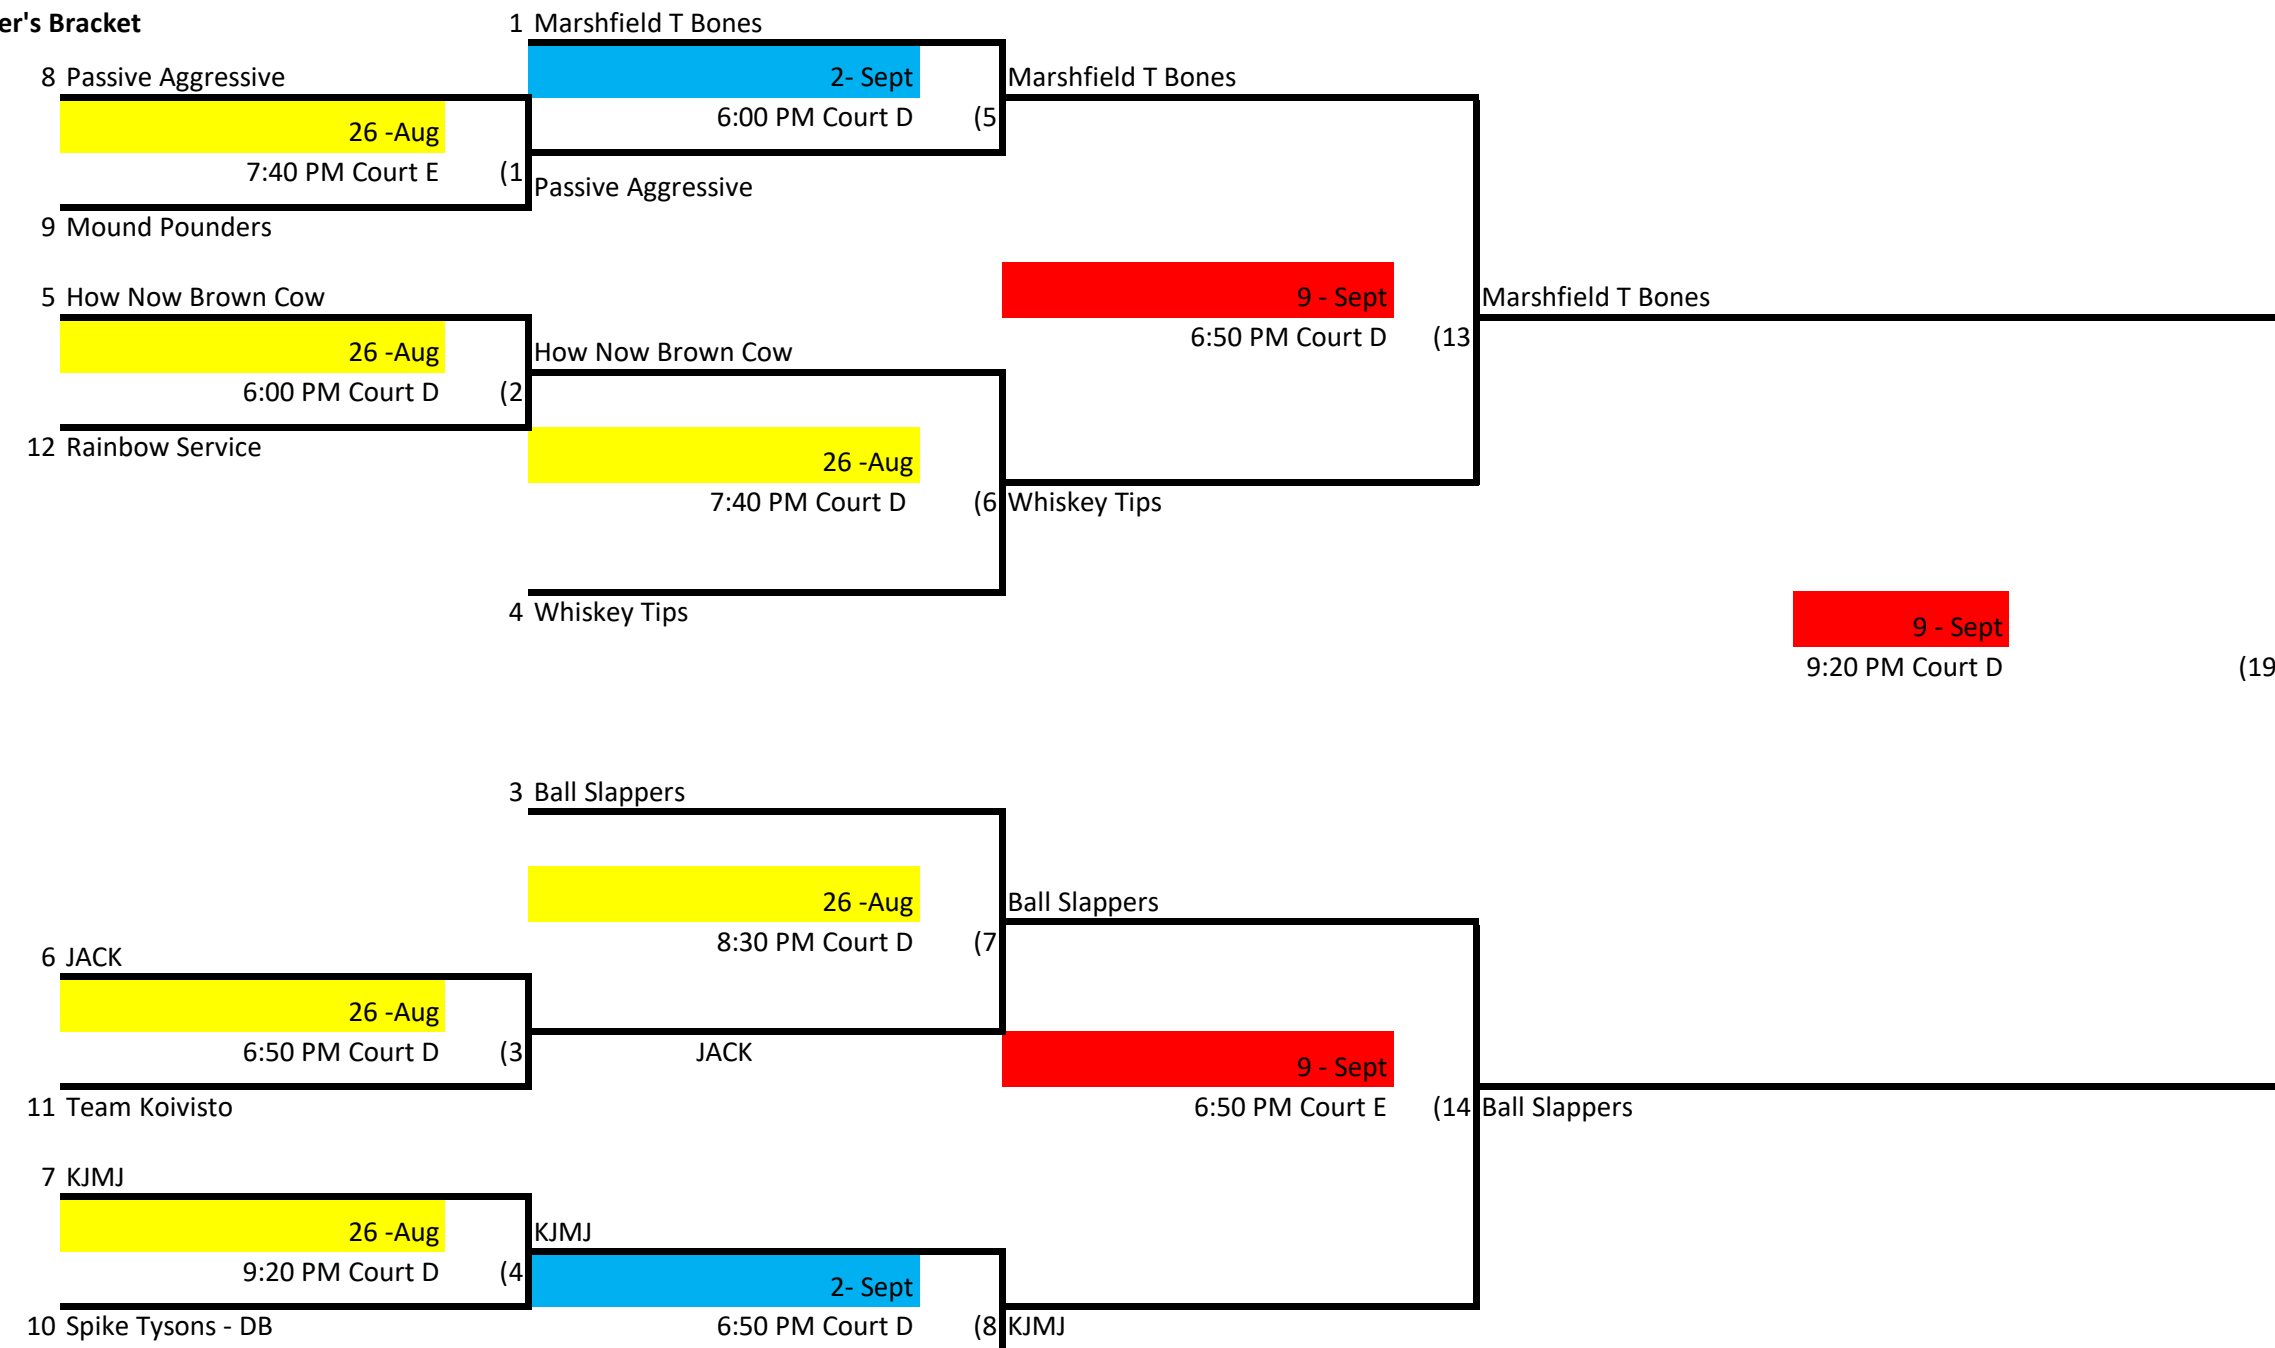 er's Bracket
1 Marshfield T Bones
8 Passive Aggressive
2- Sept
Marshfield T Bones
6:00 PM Court D (5
26 -Aug
7:40 PM Court E (1
Passive Aggressive
9 Mound Pounders
5 How Now Brown Cow
9 - Sept
Marshfield T Bones
6:50 PM Court D (13
26 -Aug
How Now Brown Cow
6:00 PM Court D (2
12 Rainbow Service
26 -Aug
7:40 PM Court D (6
Whiskey Tips
4 Whiskey Tips
9 - Sept
9:20 PM Court D (19
3 Ball Slappers
26 -Aug
Ball Slappers
8:30 PM Court D (7
6 JACK
26 -Aug
6:50 PM Court D (3
JACK
9 - Sept
11 Team Koivisto
6:50 PM Court E (14
Ball Slappers
7 KJMJ
26 -Aug
KJMJ
9:20 PM Court D (4
2- Sept
10 Spike Tysons - DB
6:50 PM Court D (8
KJMJ